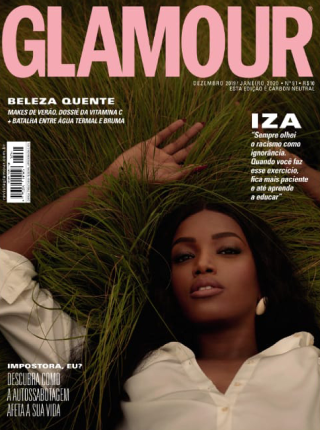 GLAMOUR
DEZEMBRO 2019 / JANEIRO 2020 • Nº 91 • R$16
ESTA EDIÇÃO É CARBON NEUTRAL
BELEZA QUENTE
MAKES DE VERÃO, DOSSIÊ DA VITAMINA C
+ BATALHA ENTRE ÁGUA TERMAL E BRUMA
IZA
"Sempre olhei
o racismo como
ignorância.
Quando você faz
esse exercício,
fica mais paciente
e até aprende
a educar"
IMPOSTORA, EU?
DESCUBRA COMO
A AUTOSSABOTAGEM
AFETA A SUA VIDA